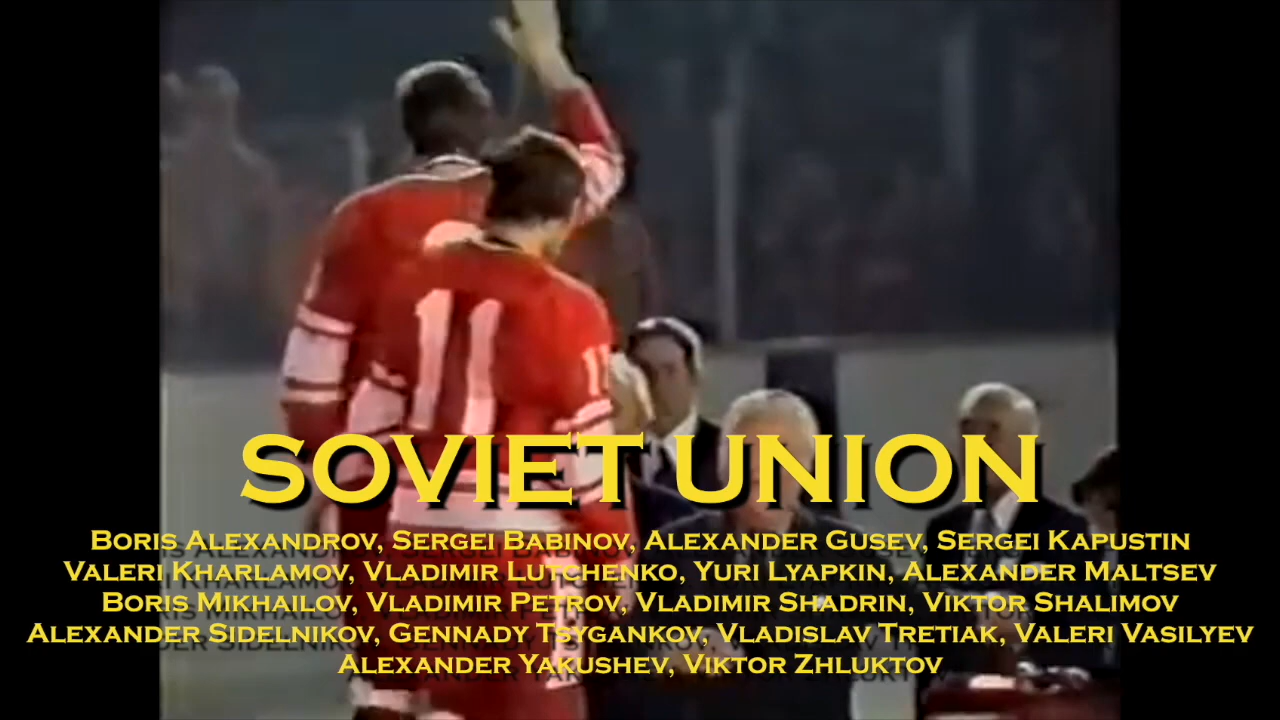 11
11
SOVIET UNION
BORIS ALEXANDROV, SERGEI BABINOV, ALEXANDER GUSEV, SERGEI KAPUSTIN
VALERI KHARLAMOV, VLADIMIR LUTCHENKO, YURI LYAPKIN, ALEXANDER MALTSEV
BORIS MIKHAILOV, VLADIMIR PETROV, VLADIMIR SHADRIN, VIKTOR SHALIMOV
ALEXANDER SIDELNIKOV, GENNADY TSYGANKOV, VLADISLAV TRETIAK, VALERI VASILYEV
ALEXANDER YAKUSHEV, VIKTOR ZHLUKTOV